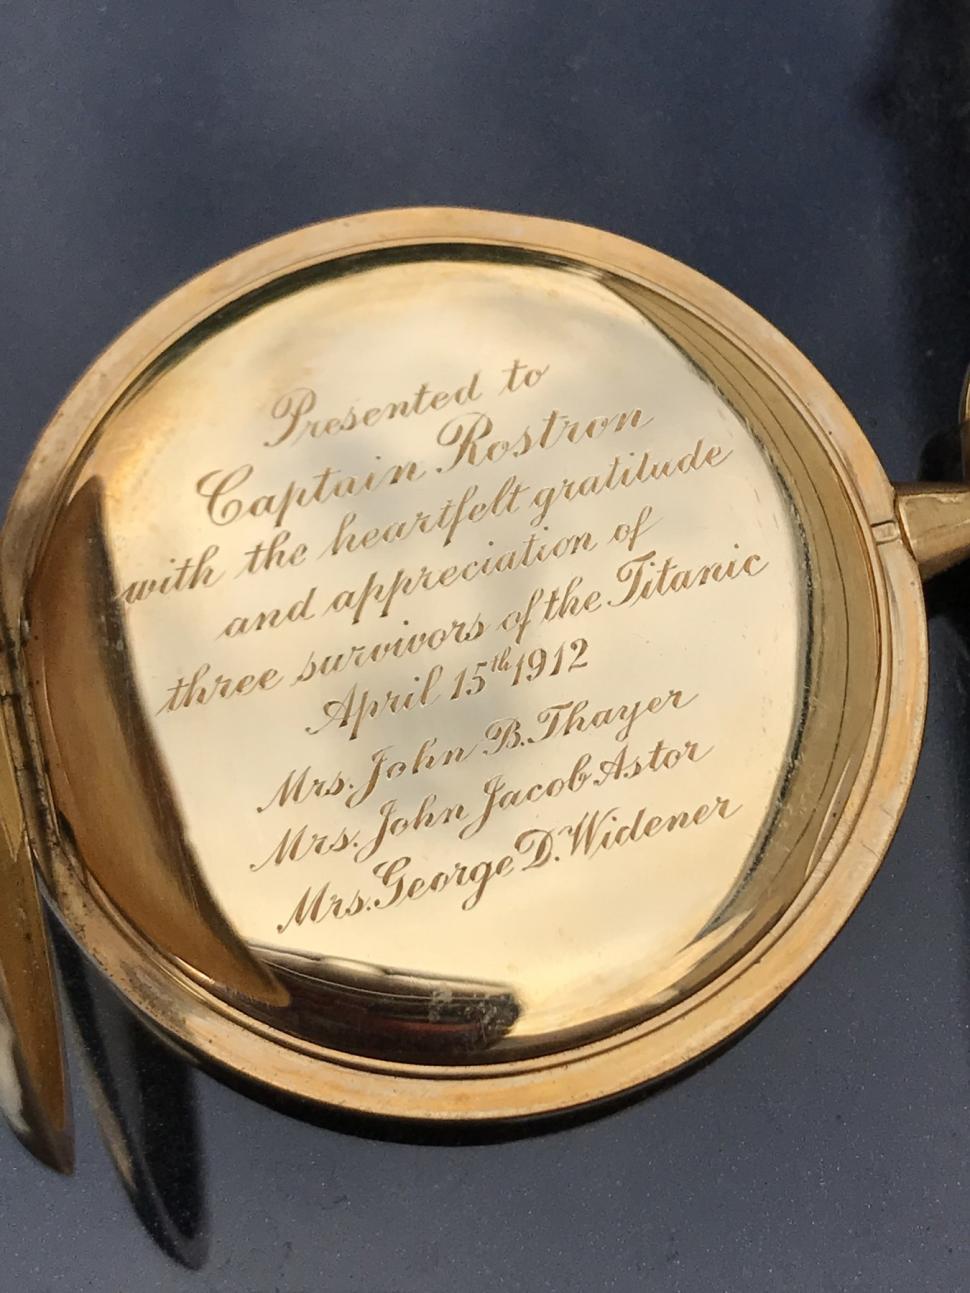 Presented to
Captain Rostron
with the heartfelt gratitude
and appreciation of
three survivors of the Titanic
April 15th 1912
Mrs. John B. Thayer
Mrs. John Jacob Astor
Mrs. George D. Widener